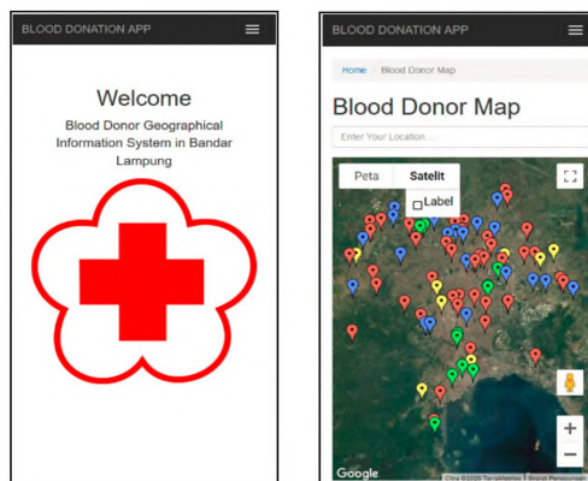 BLOOD DONATION APP
Welcome
Blood Donor Geographical
Information System in Bandar
Lampung
BLOOD DONATION APP
Home / Blood Donor Map
Blood Donor Map
Enter Your Location...
Peta Satelit
Label
Google